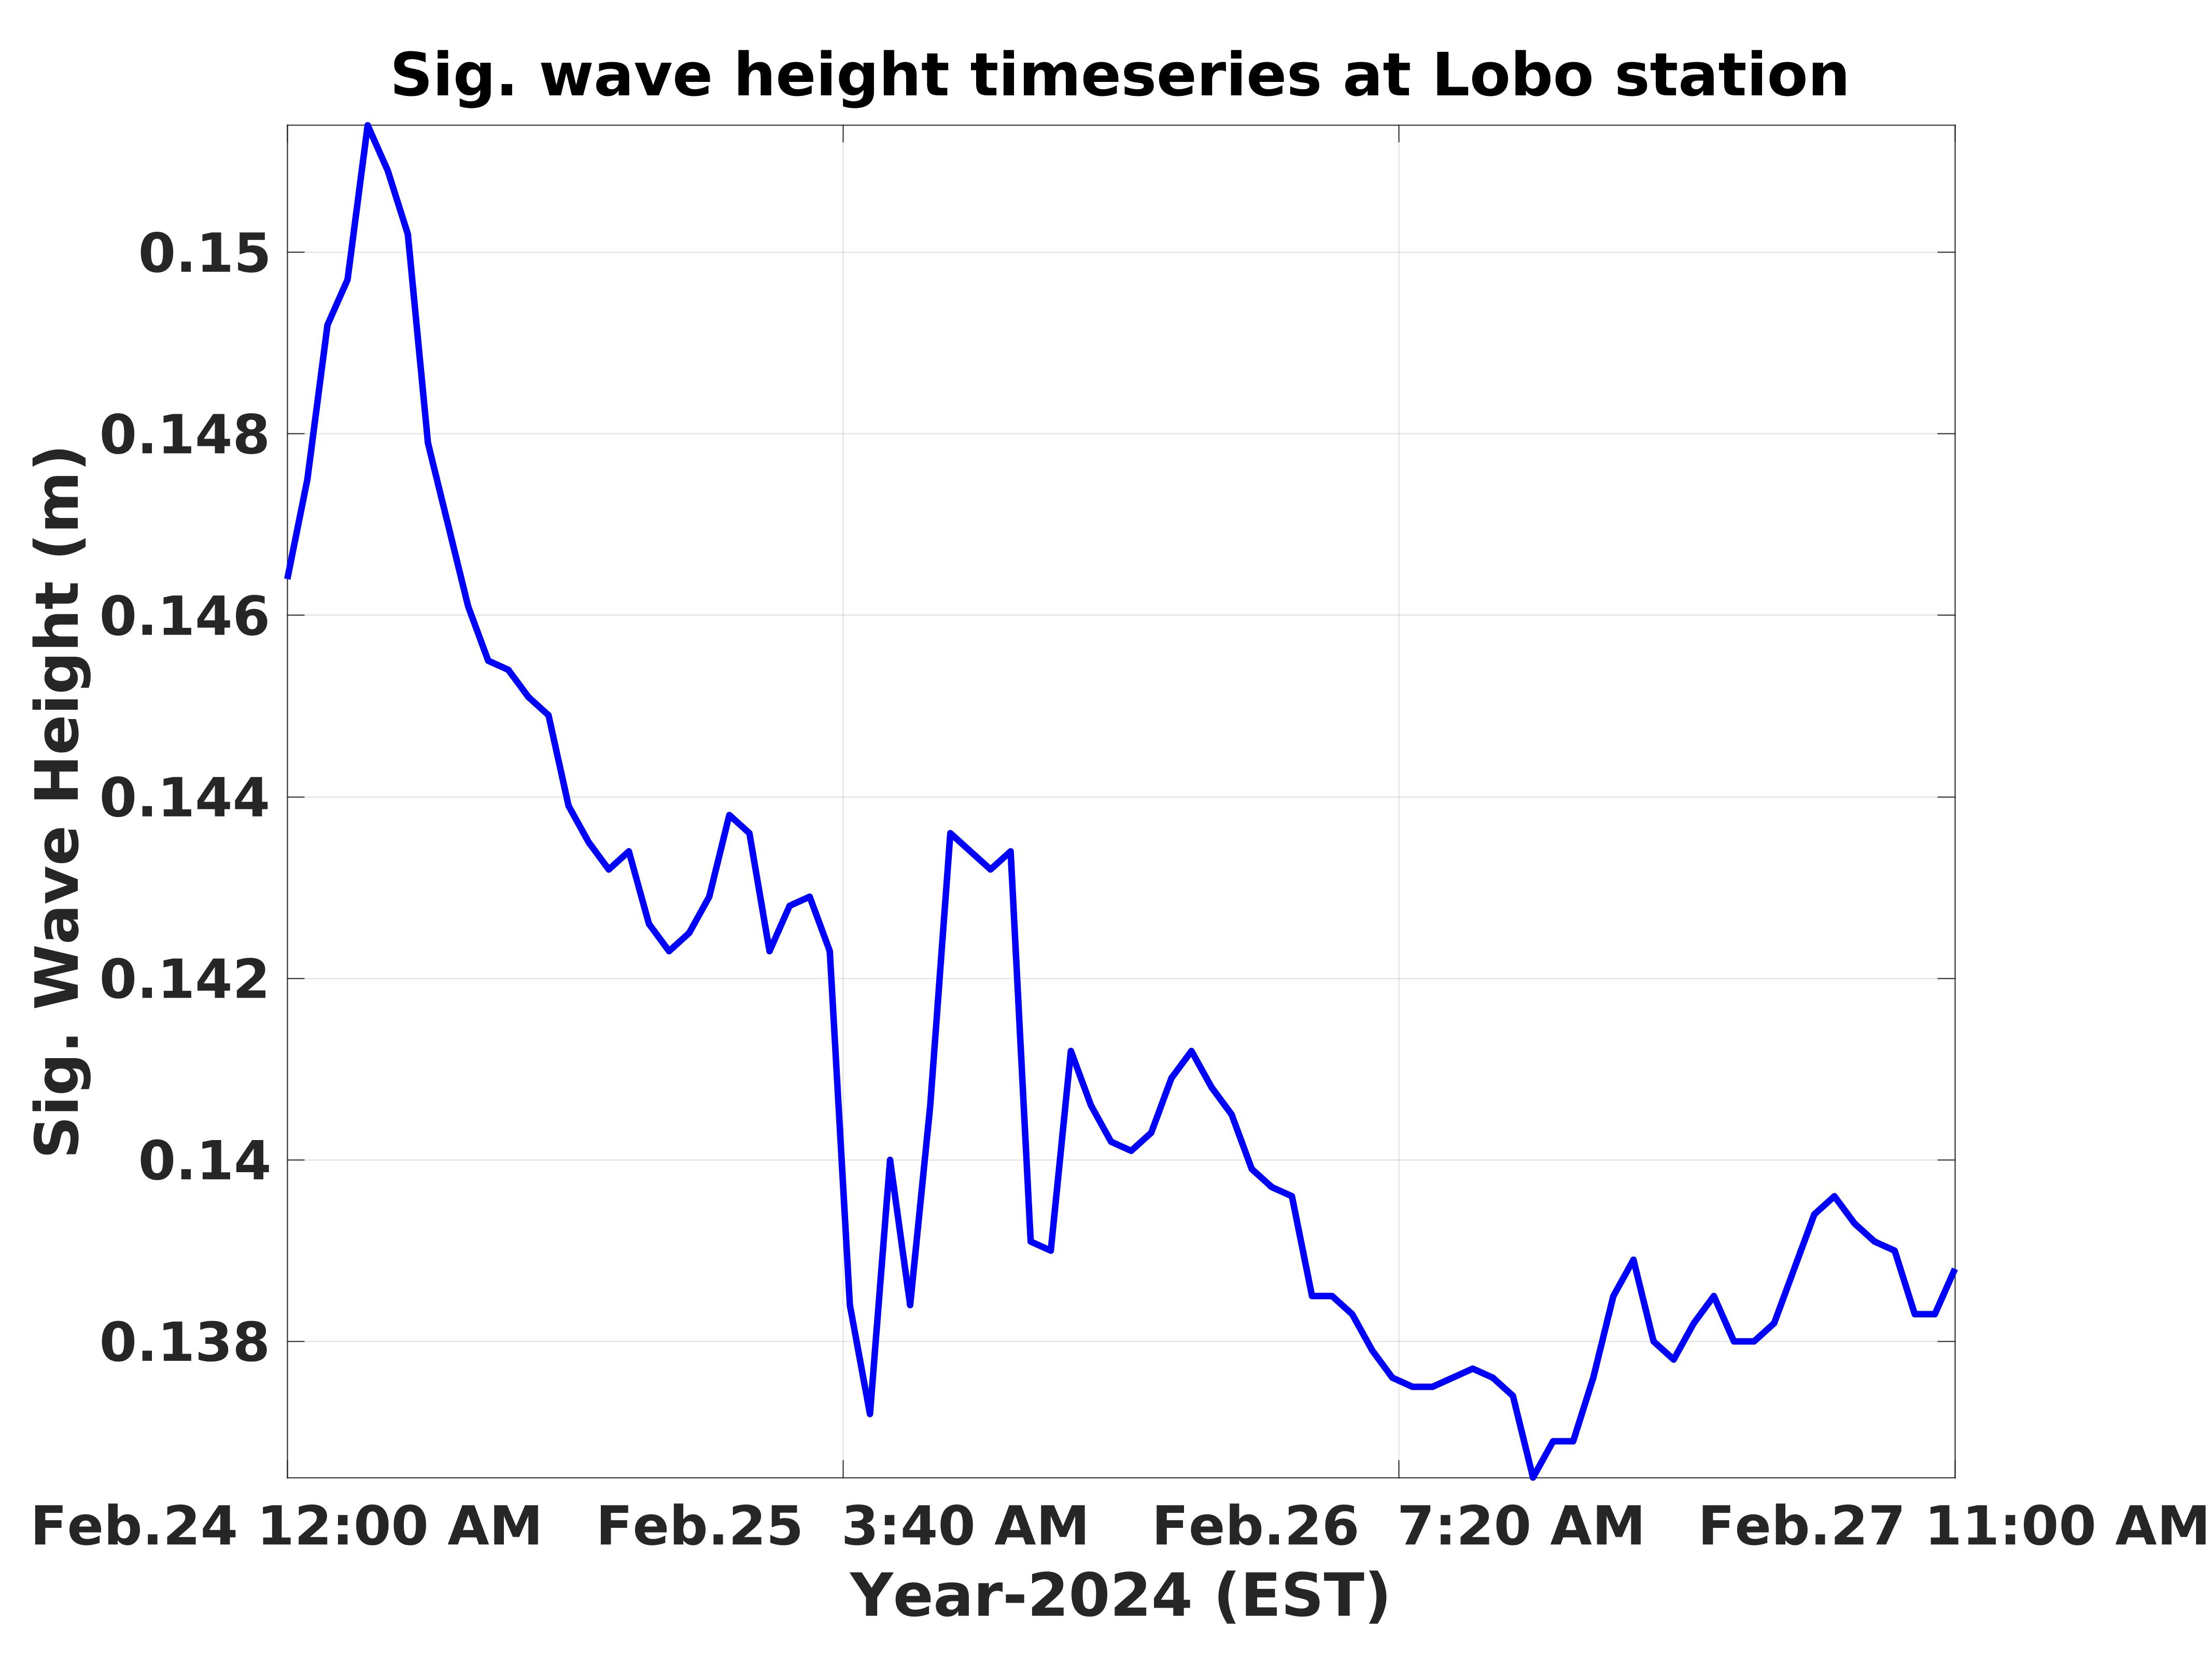 Sig. wave height timeseries at Lobo station
Sig. Wave Height (m)
0.15
0.148
0.146
0.144
0.142
0.14
0.138
Feb.24 12:00 AM Feb.25 3:40 AM Feb.26 7:20 AM Feb.27 11:00 AM
Year-2024 (EST)